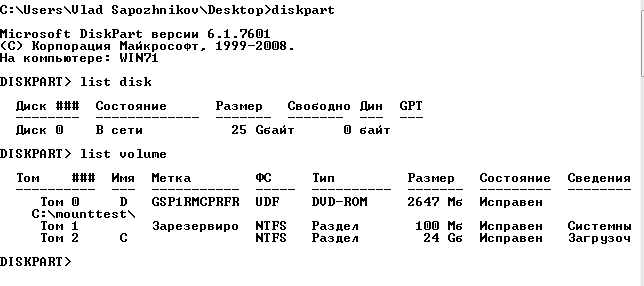 C:\Users\Vlad Sapozhnikov\Desktop>diskpart
Microsoft DiskPart версии 6.1.7601
(C) Корпорация Майкрософт, 1999-2008.
На компьютере: WIN71
DISKPART> list disk
Диск ### Состояние Размер Свободно Дин GPT
-------- ------------- ------- ------- --- ---
Диск 0 В сети 25 Gбайт 0 байт
DISKPART> list volume
Том ### Имя Метка ФС Тип Размер Состояние Сведения
---------- --- ----------- ----- ---------- ------- --------- --------
Том 0 D GSP1RMCPRFR UDF DVD-ROM 2647 Mб Исправен
C:\mounttest\
Том 1 Зарезервиро NTFS Раздел 100 Mб Исправен Системны
Том 2 C NTFS Раздел 24 Gб Исправен Загрузоч
DISKPART>